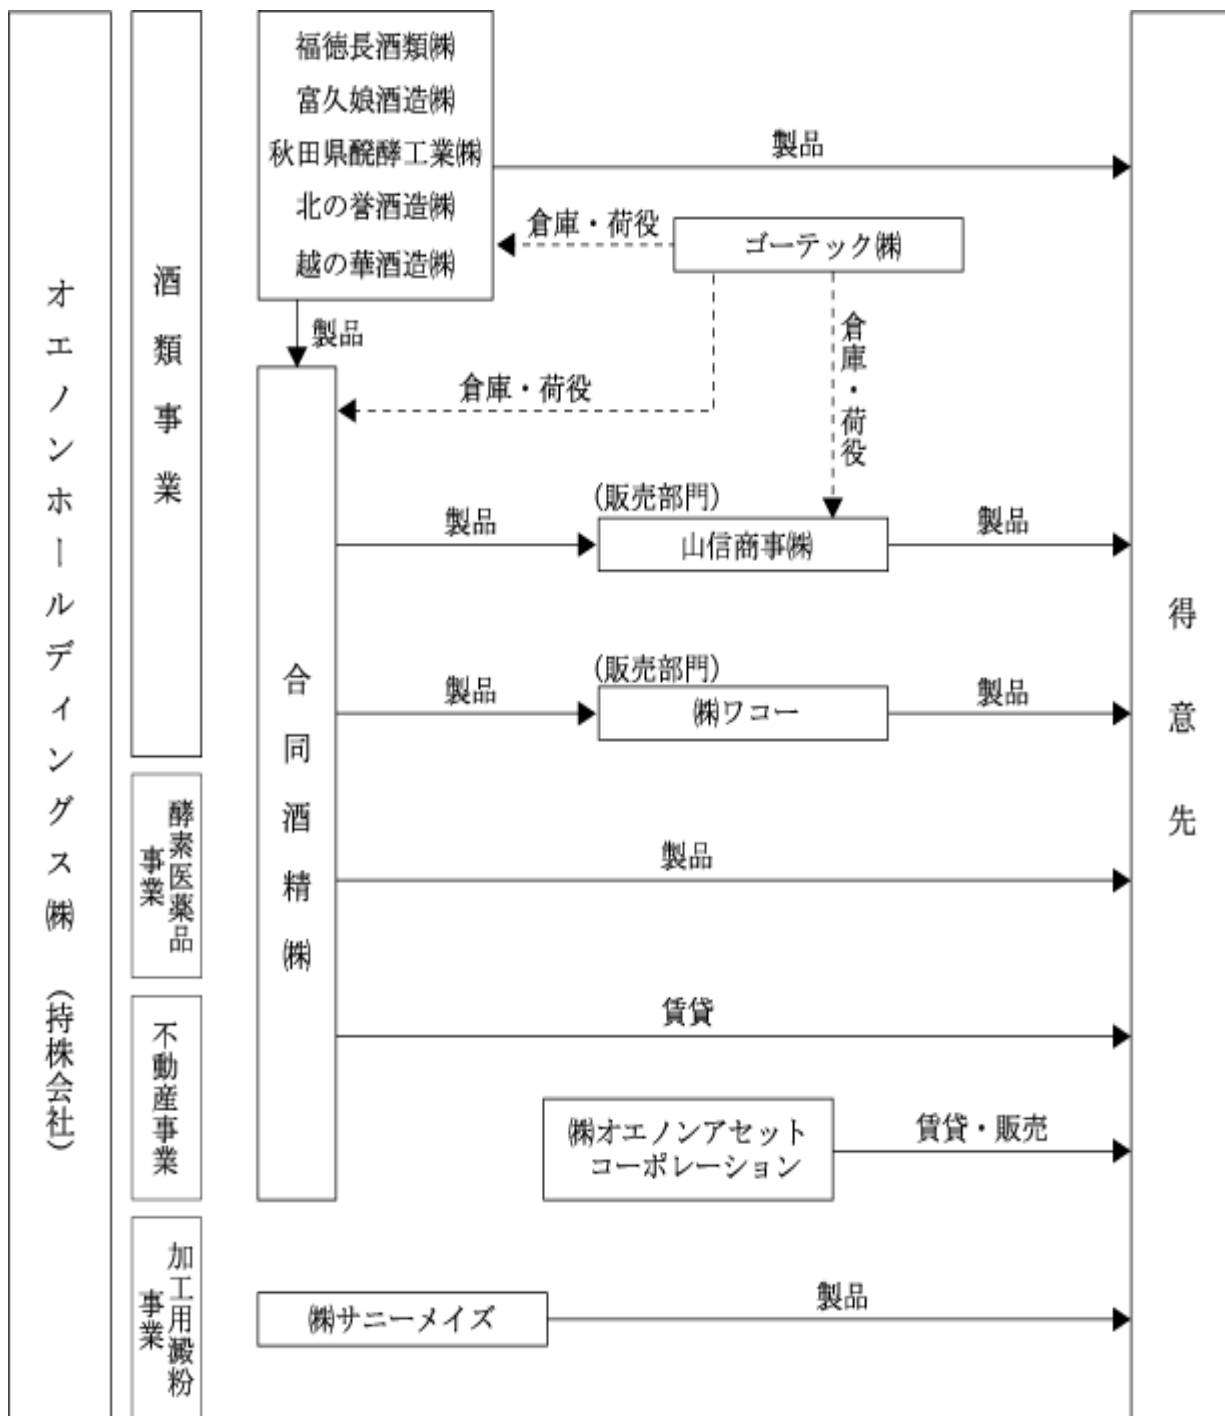 オエノンホールディングス㈱　（持株会社）
酒類事業
酵素医薬品
事業
不動産事業
加工用澱粉
事業
福徳長酒類㈱
富久娘酒造㈱
秋田県醗酵工業㈱
北の誉酒造㈱
越の華酒造㈱
製品
倉庫・荷役
ゴーテック㈱
製品
倉庫・荷役
倉庫・荷役
合同酒精㈱
製品
（販売部門）
山信商事㈱
製品
製品
（販売部門）
㈱ワコー
製品
製品
賃貸
㈱オエノンアセット
コーポレーション
賃貸・販売
㈱サニーメイズ
製品
得意先